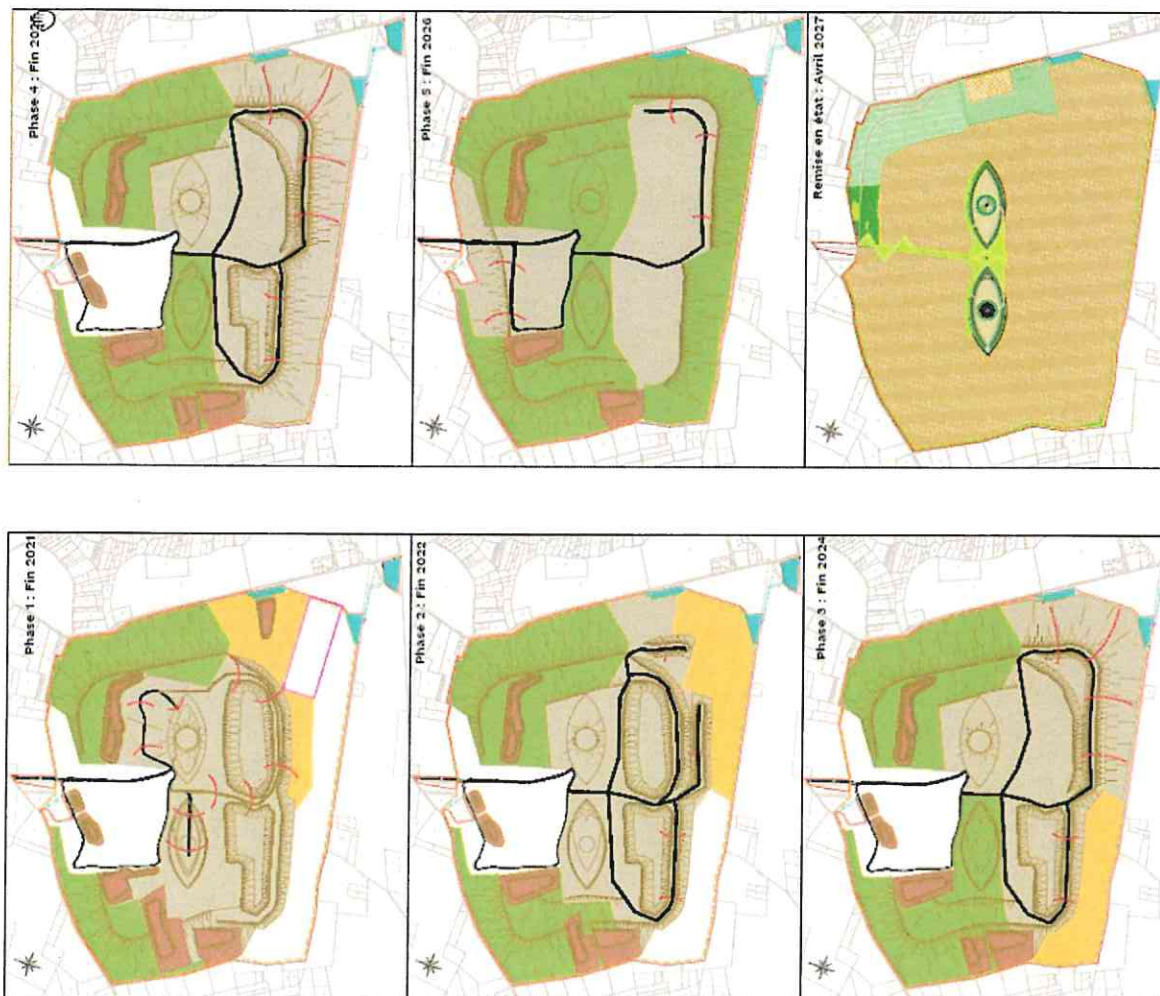 Phase 1 : Fin 2021
Phase 2 : Fin 2022
Phase 3 : Fin 2024
Phase 4 : Fin
Phase 5 : Fin 2026
Remise en état : Avril 2027